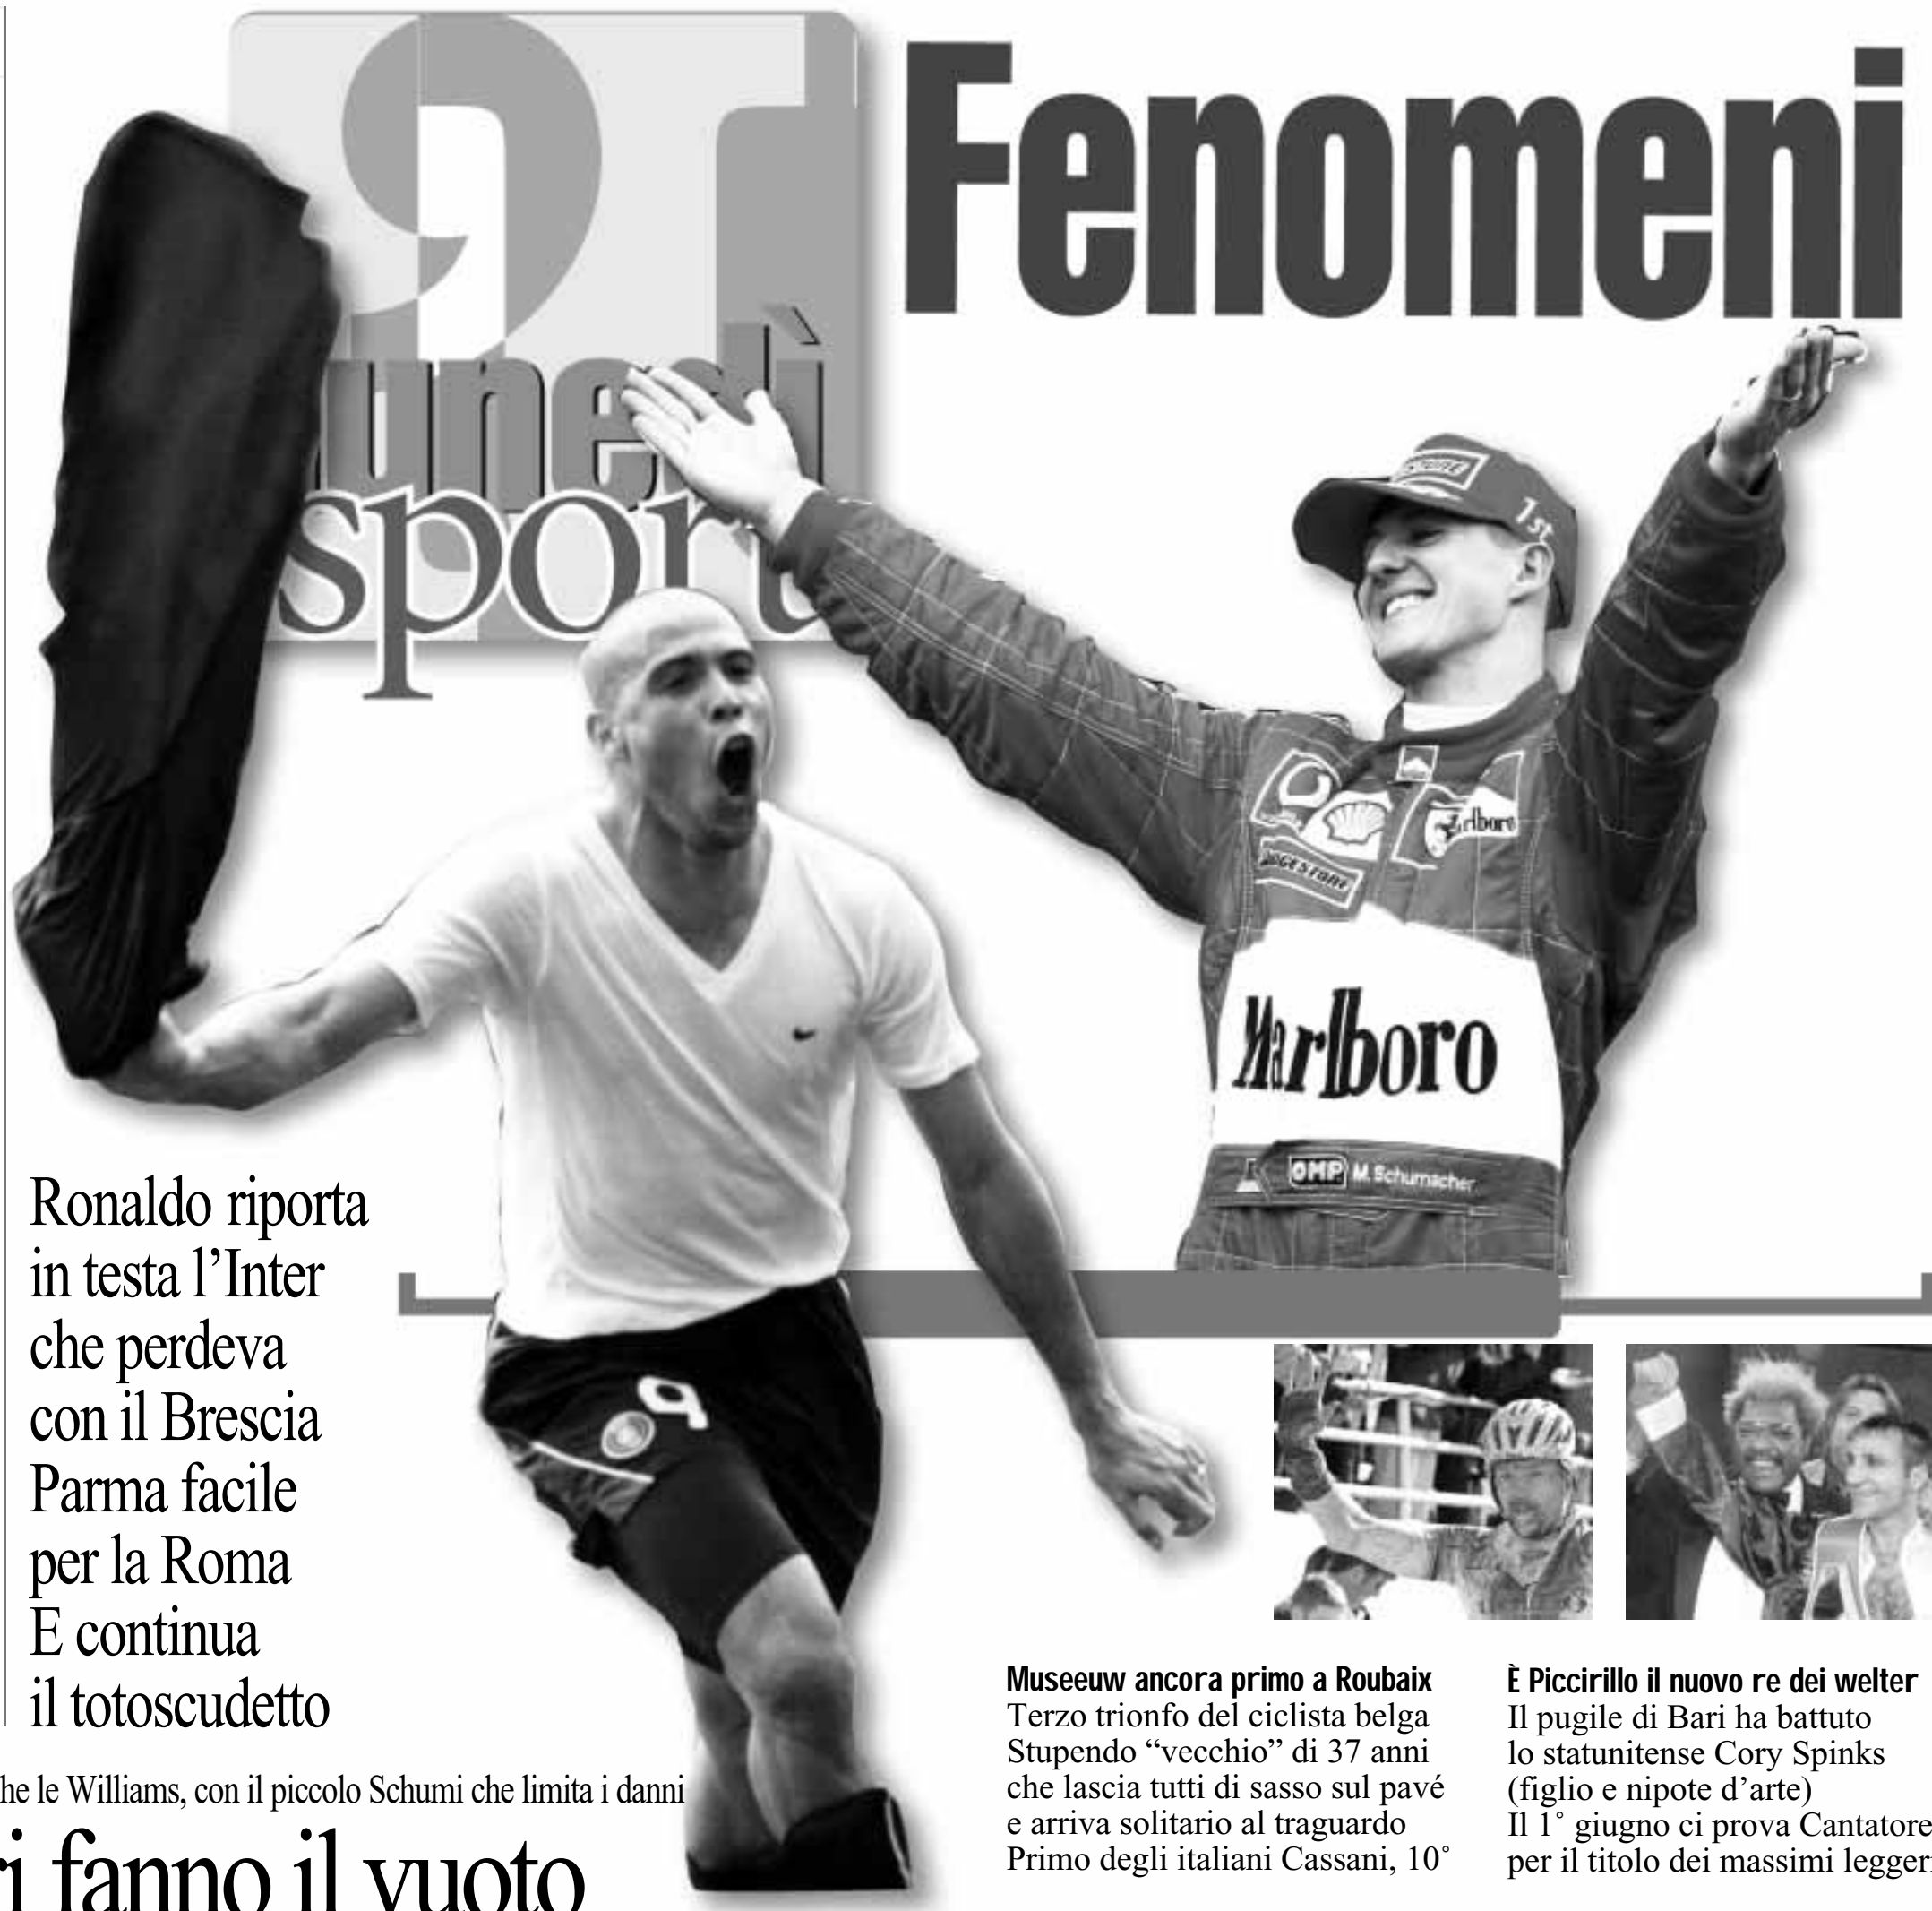 Fenomeni
lunedì
sport
1st
Marlboro
OMP M. Schumacher
9
Ronaldo riporta
in testa l’Inter
che perdeva
con il Brescia
Parma facile
per la Roma
E continua
il totoscudetto
he le Williams, con il piccolo Schumi che limita i danni
ri fanno il vuoto
Museeuw ancora primo a Roubaix
Terzo trionfo del ciclista belga
Stupendo “vecchio” di 37 anni
che lascia tutti di sasso sul pavé
e arriva solitario al traguardo
Primo degli italiani Cassani, 10°
È Piccirillo il nuovo re dei welter
Il pugile di Bari ha battuto
lo statunitense Cory Spinks
(figlio e nipote d’arte)
Il 1° giugno ci prova Cantatore
per il titolo dei massimi leggeri